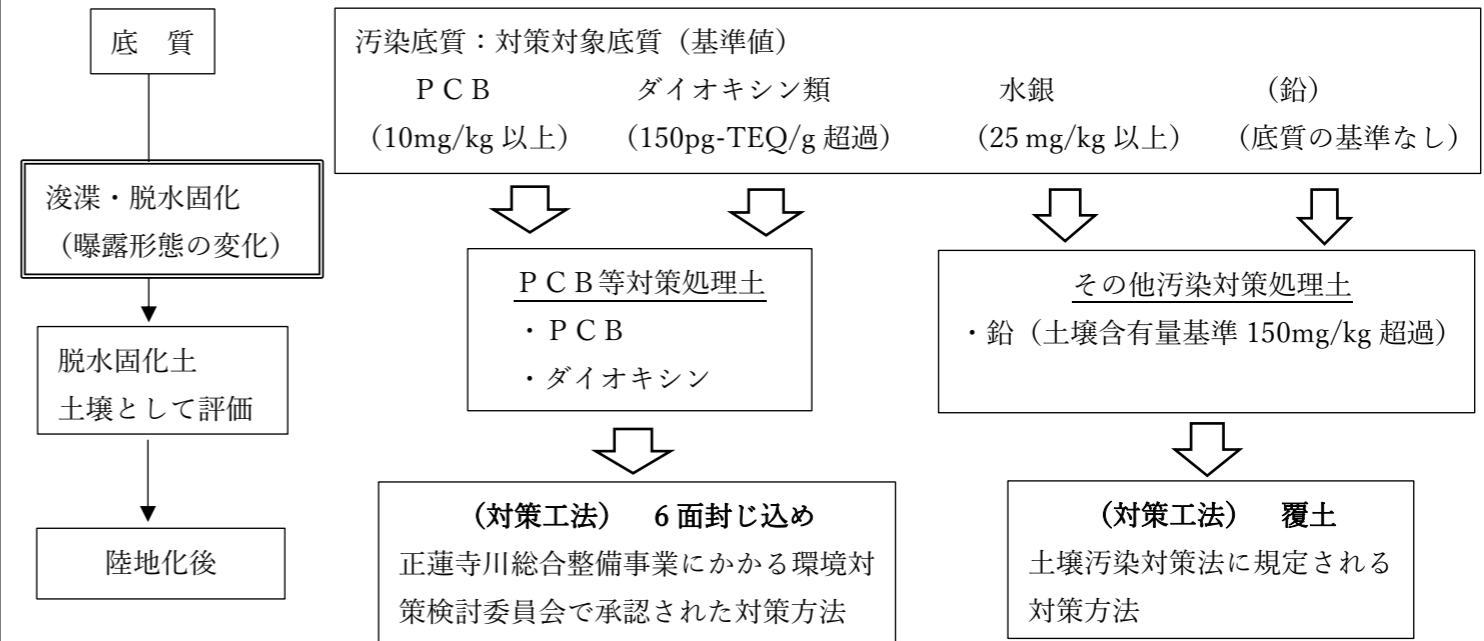 底　質
浚渫・脱水固化
（曝露形態の変化）
脱水固化土
土壌として評価
陸地化後
汚染底質：対策対象底質（基準値）
ＰＣＢ　ダイオキシン類　水銀　（鉛）
（10mg/kg 以上）（150pg-TEQ/g 超過）（25 mg/kg 以上）（底質の基準なし）
ＰＣＢ等対策処理土
・ＰＣＢ
・ダイオキシン
その他汚染対策処理土
・鉛（土壌含有量基準 150mg/kg 超過）
（対策工法）　6 面封じ込め
正蓮寺川総合整備事業にかかる環境対
策検討委員会で承認された対策方法
（対策工法）　覆土
土壌汚染対策法に規定される
対策方法